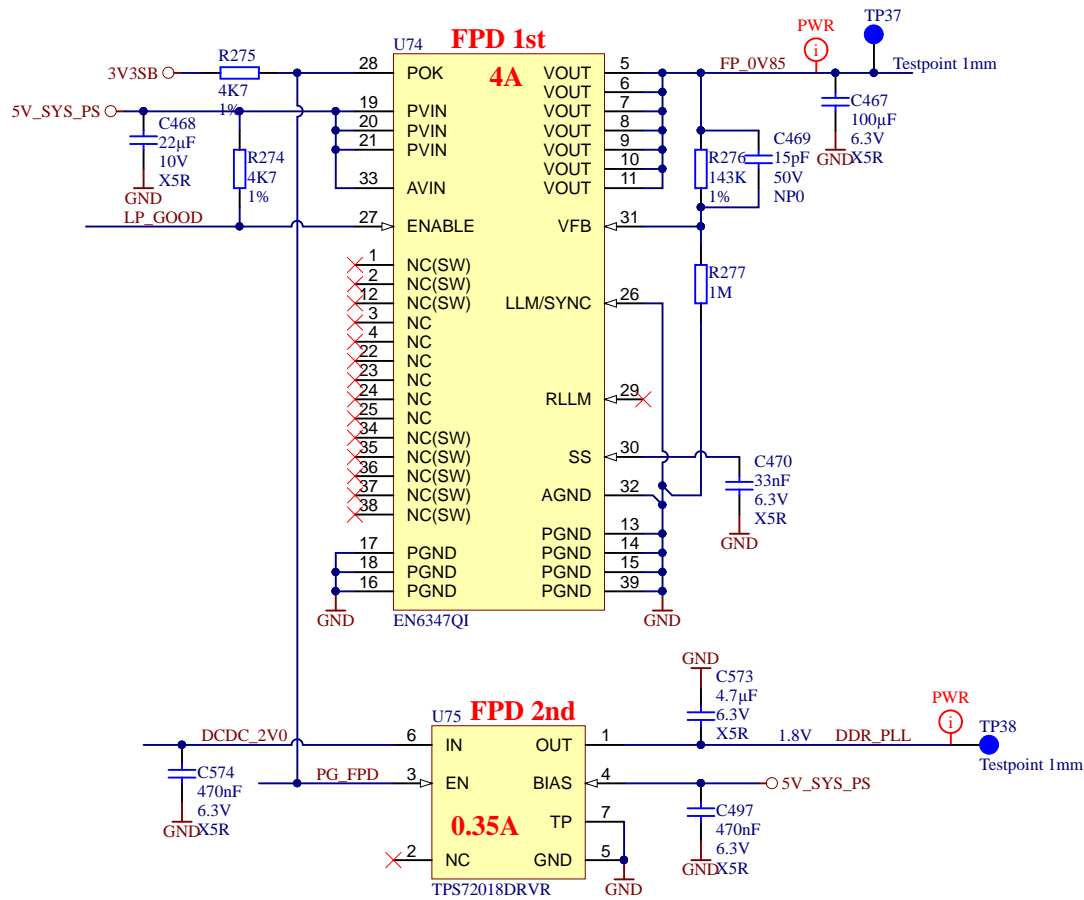 FPD 1st
U74
4A
3V3SB
R275
4K7
1%
5V_SYS_PS
C468
22µF
10V
X5R
GND
R274
4K7
1%
LP_GOOD
28 POK
19 PVIN
20 PVIN
21 PVIN
33 AVIN
27 ENABLE
1 NC(SW)
2 NC(SW)
12 NC(SW)
3 NC
4 NC
22 NC
23 NC
24 NC
25 NC
34 NC(SW)
35 NC(SW)
36 NC(SW)
37 NC(SW)
38 NC(SW)
17 PGND
18 PGND
16 PGND
GND
EN6347QI
VOUT 5
VOUT 6
VOUT 7
VOUT 8
VOUT 9
VOUT 10
VOUT 11
VFB 31
LLM/SYNC 26
RLLM 29
SS 30
AGND 32
PGND 13
PGND 14
PGND 15
PGND 39
GND
FP_0V85
PWR
i
TP37
Testpoint 1mm
C467
100µF
6.3V
X5R
GND
R276
143K
1%
C469
15pF
50V
NP0
R277
1M
C470
33nF
6.3V
X5R
GND
FPD 2nd
U75
0.35A
DCDC_2V0
C574
470nF
6.3V
X5R
GND
PG_FPD
6 IN
3 EN
2 NC
OUT 1
BIAS 4
TP 7
GND 5
TPS72018DRVR
GND
GND
C573
4.7µF
6.3V
X5R
1.8V
DDR_PLL
PWR
i
TP38
Testpoint 1mm
5V_SYS_PS
C497
470nF
6.3V
X5R
GND